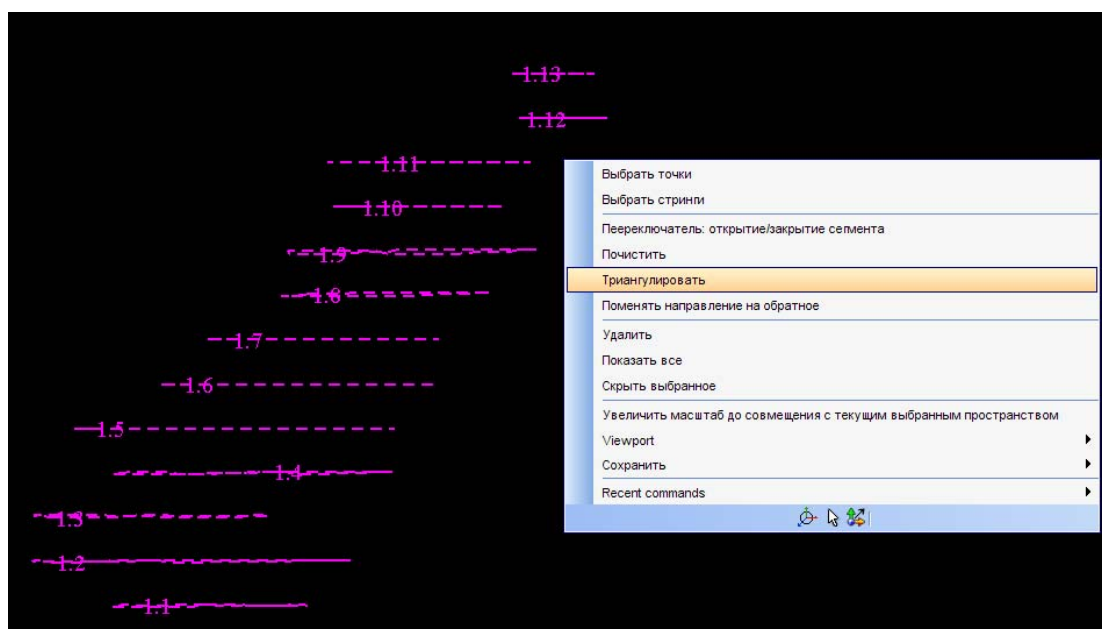 1.13
1.12
1.11
1.10
1.9
1.8
1.7
1.6
1.5
1.4
1.3
1.2
1.1
Выбрать точки
Выбрать стринги
Пеереключатель: открытие/закрытие сегмента
Почистить
Триангулировать
Поменять направление на обратное
Удалить
Показать все
Скрыть выбранное
Увеличить масштаб до совмещения с текущим выбранным пространством
Viewport
Сохранить
Recent commands